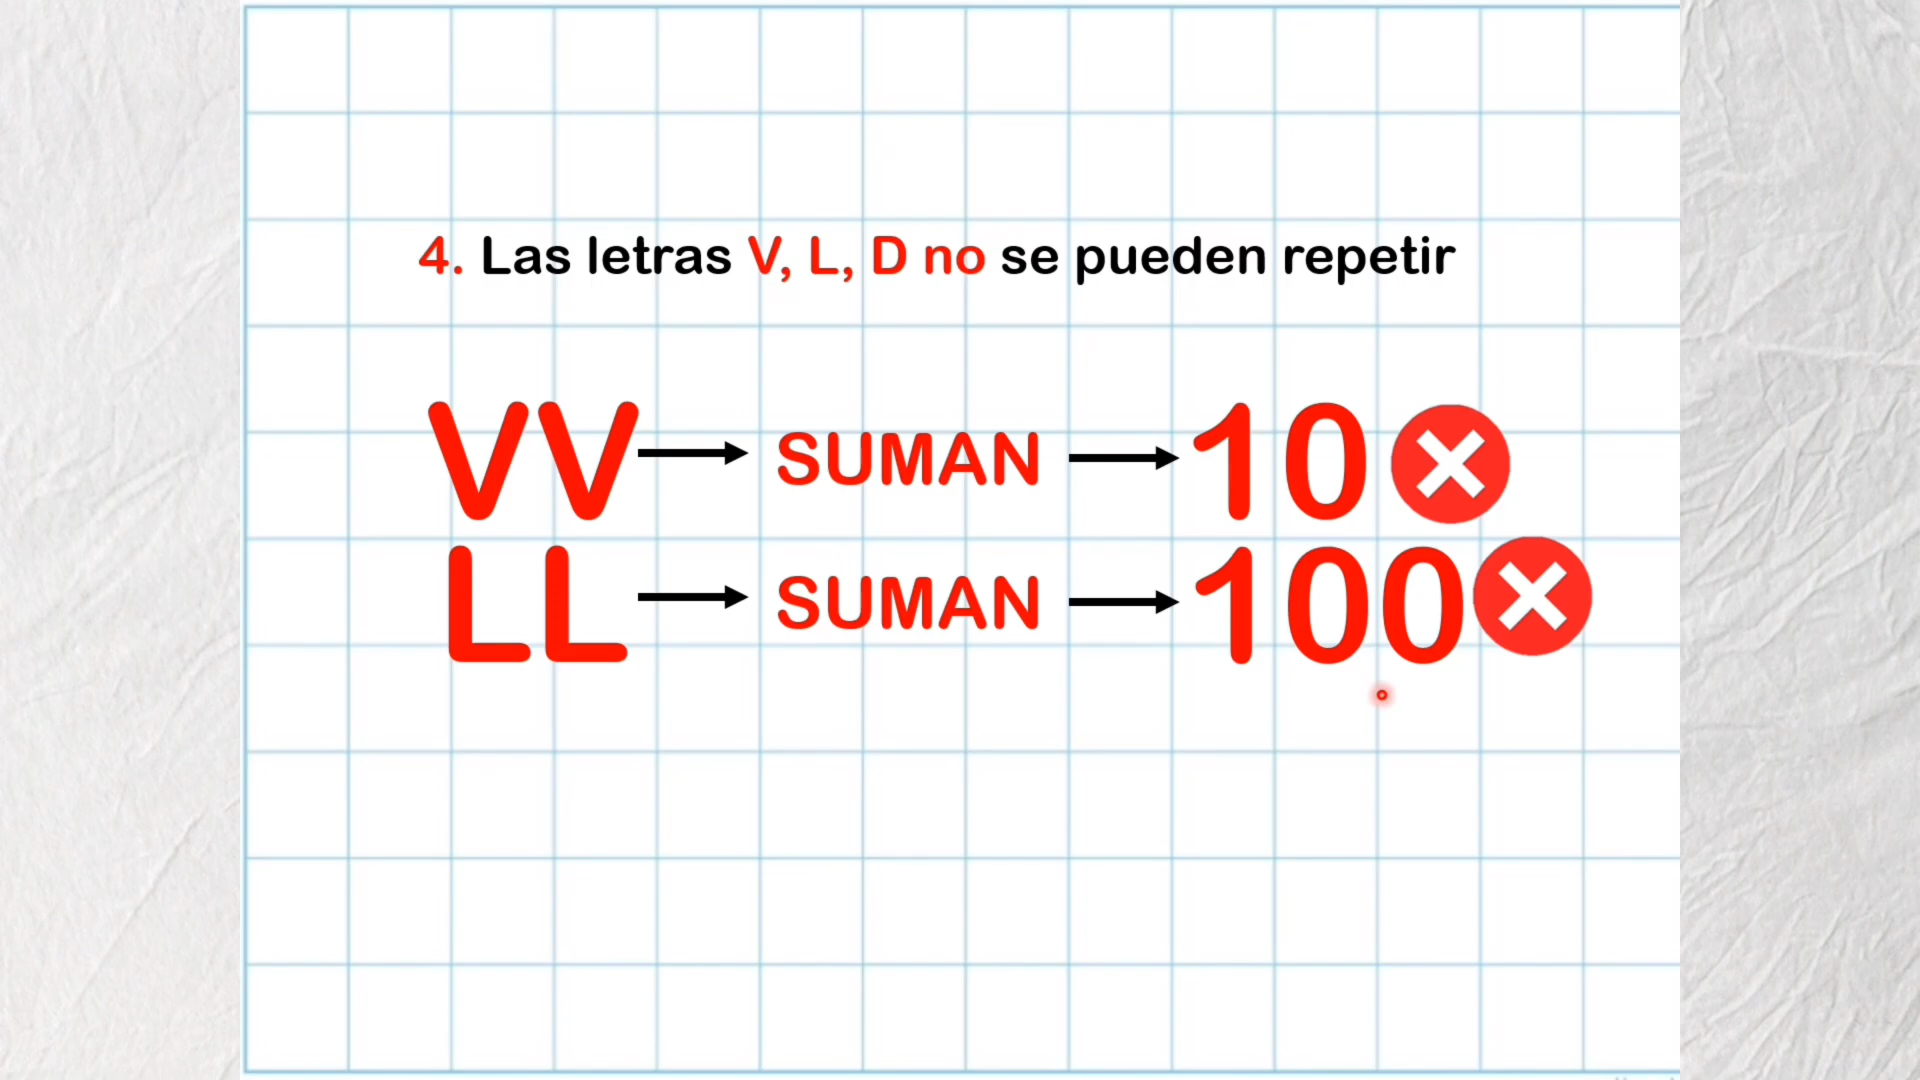 4. Las letras V, L, D no se pueden repetir
VV SUMAN 10
LL SUMAN 100